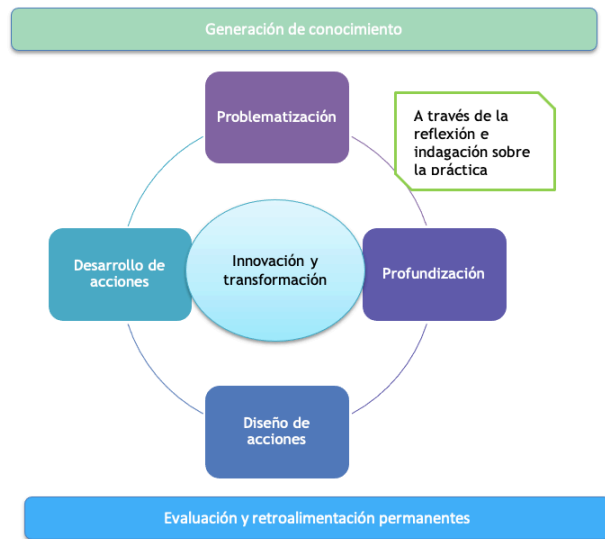 Generación de conocimiento
Problematización
A través de la
reflexión e
indagación sobre
la práctica
Desarrollo de
acciones
Innovación y
transformación
Profundización
Diseño de
acciones
Evaluación y retroalimentación permanentes